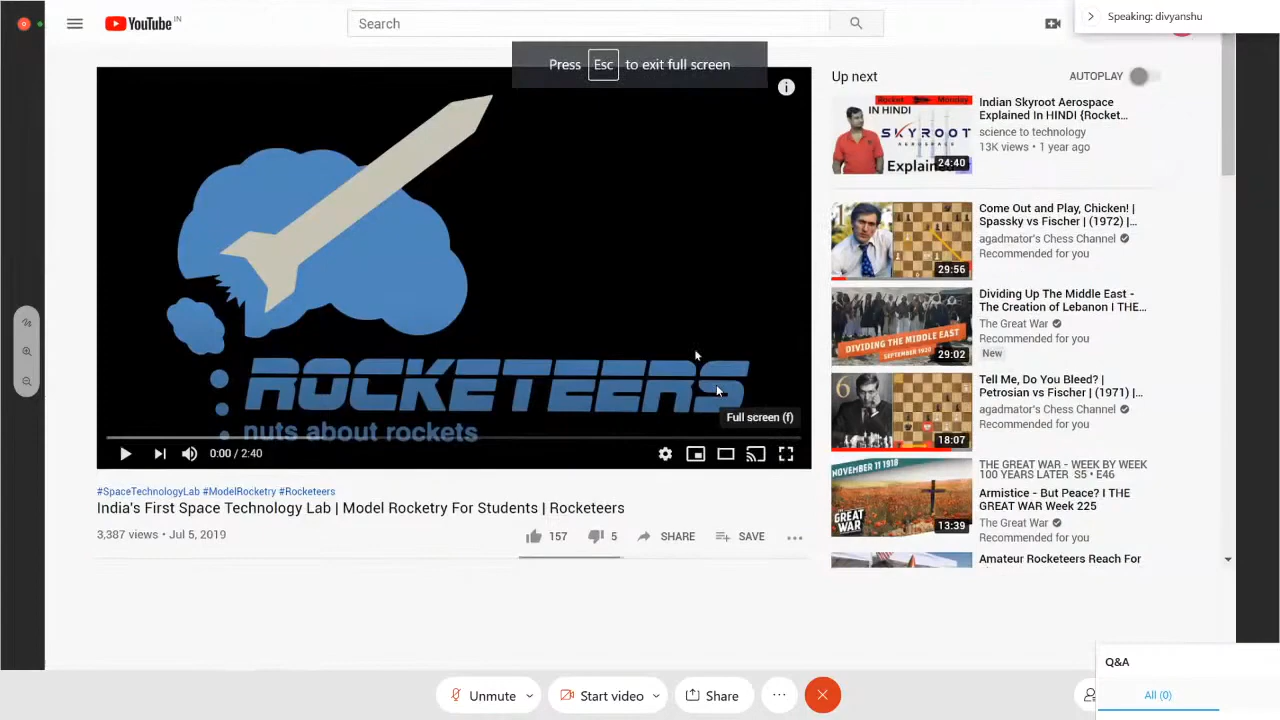 YouTube IN
Search
Speaking: divyanshu
Press Esc to exit full screen
ROCKETEERS
nuts about rockets
Full screen (f)
0:00 / 2:40
#SpaceTechnologyLab #ModelRocketry #Rocketeers
India's First Space Technology Lab | Model Rocketry For Students | Rocketeers
3,387 views • Jul 5, 2019
157
5
SHARE
SAVE
Up next
AUTOPLAY
Rocket Monday
IN HINDI
SKYROOT
AEROSPACE
Explained
24:40
Indian Skyroot Aerospace
Explained In HINDI {Rocket...
science to technology
13K views • 1 year ago
29:56
Come Out and Play, Chicken! |
Spassky vs Fischer | (1972) |...
agadmator's Chess Channel
Recommended for you
DIVIDING THE MIDDLE EAST
SEPTEMBER 1920
29:02
Dividing Up The Middle East -
The Creation of Lebanon I THE...
The Great War
Recommended for you
New
6
18:07
Tell Me, Do You Bleed? |
Petrosian vs Fischer | (1971) |...
agadmator's Chess Channel
Recommended for you
NOVEMBER 11 1918
THE GREAT WAR
13:39
THE GREAT WAR - WEEK BY WEEK
100 YEARS LATER S5 • E46
Armistice - But Peace? I THE
GREAT WAR Week 225
The Great War
Recommended for you
Amateur Rocketeers Reach For
Q&A
All (0)
Unmute
Start video
Share